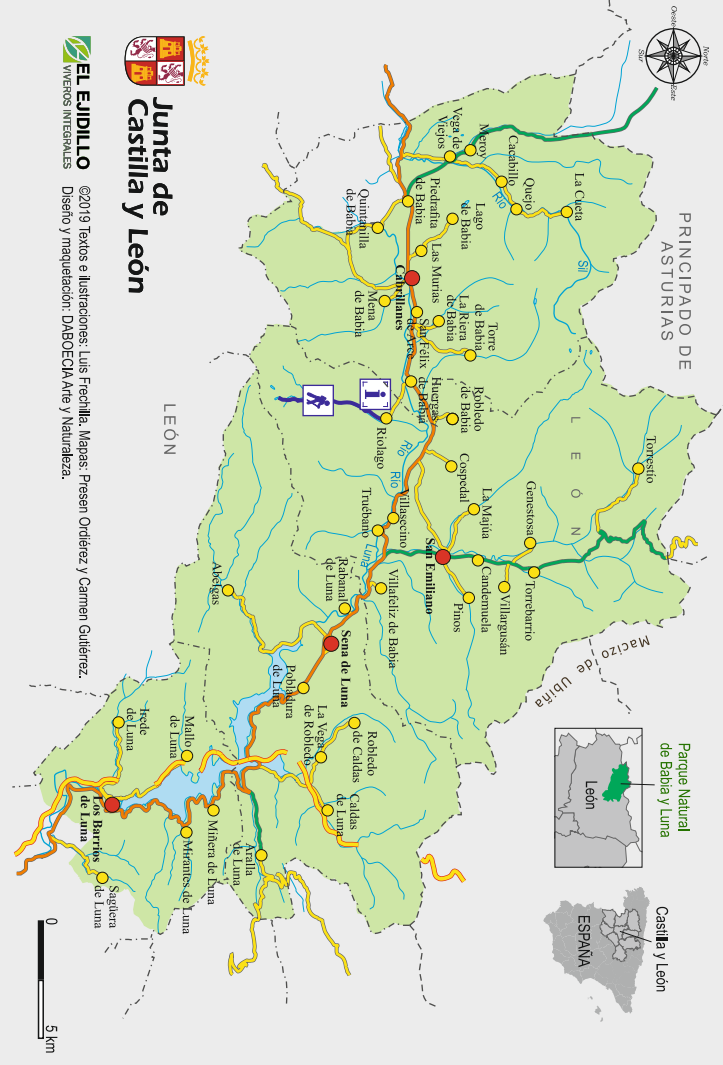 Norte
Oeste
Este
Sur
PRINCIPADO DE
ASTURIAS
La Cueta
Quejo
Cacabillo
Meroy
Vega de
Viejos
Río
Sil
Piedrafita
de Babia
Lago
de Babia
Quintanilla
de Babia
Las Murias
Cabrillanes
Mena
de Babia
San Félix
de Arce
La Riera
de Babia
Torre
de Babia
Huergas
de Babia
Robledo
de Babia
i
Riolago
Río
Río
Luna
Cospedal
LEÓN
LEÓN
Torrestío
Genestosa
La Majúa
Villasecino
Truébano
San Emiliano
Candemuela
Torrebarrio
Villargusán
Pinos
Villafeliz de Babia
Rabanal
de Luna
Abelgas
Sena de Luna
Macizo de Ubiña
Pobladura
de Luna
La Vega
de Robledo
Robledo
de Caldas
Caldas
de Luna
Irede
de Luna
Mallo
de Luna
Los Barrios
de Luna
Miñera de Luna
Mirantes de Luna
Aralla
de Luna
Sagüera
de Luna
Parque Natural
de Babia y Luna
León
Castilla y León
ESPAÑA
Junta de
Castilla y León
EL EJIDILLO
VIVEROS INTEGRALES
©2019 Textos e ilustraciones: Luis Frechilla. Mapas: Presen Ordiérez y Carmen Gutiérrez.
Diseño y maquetación: DABOECIA Arte y Naturaleza.
0
5 km